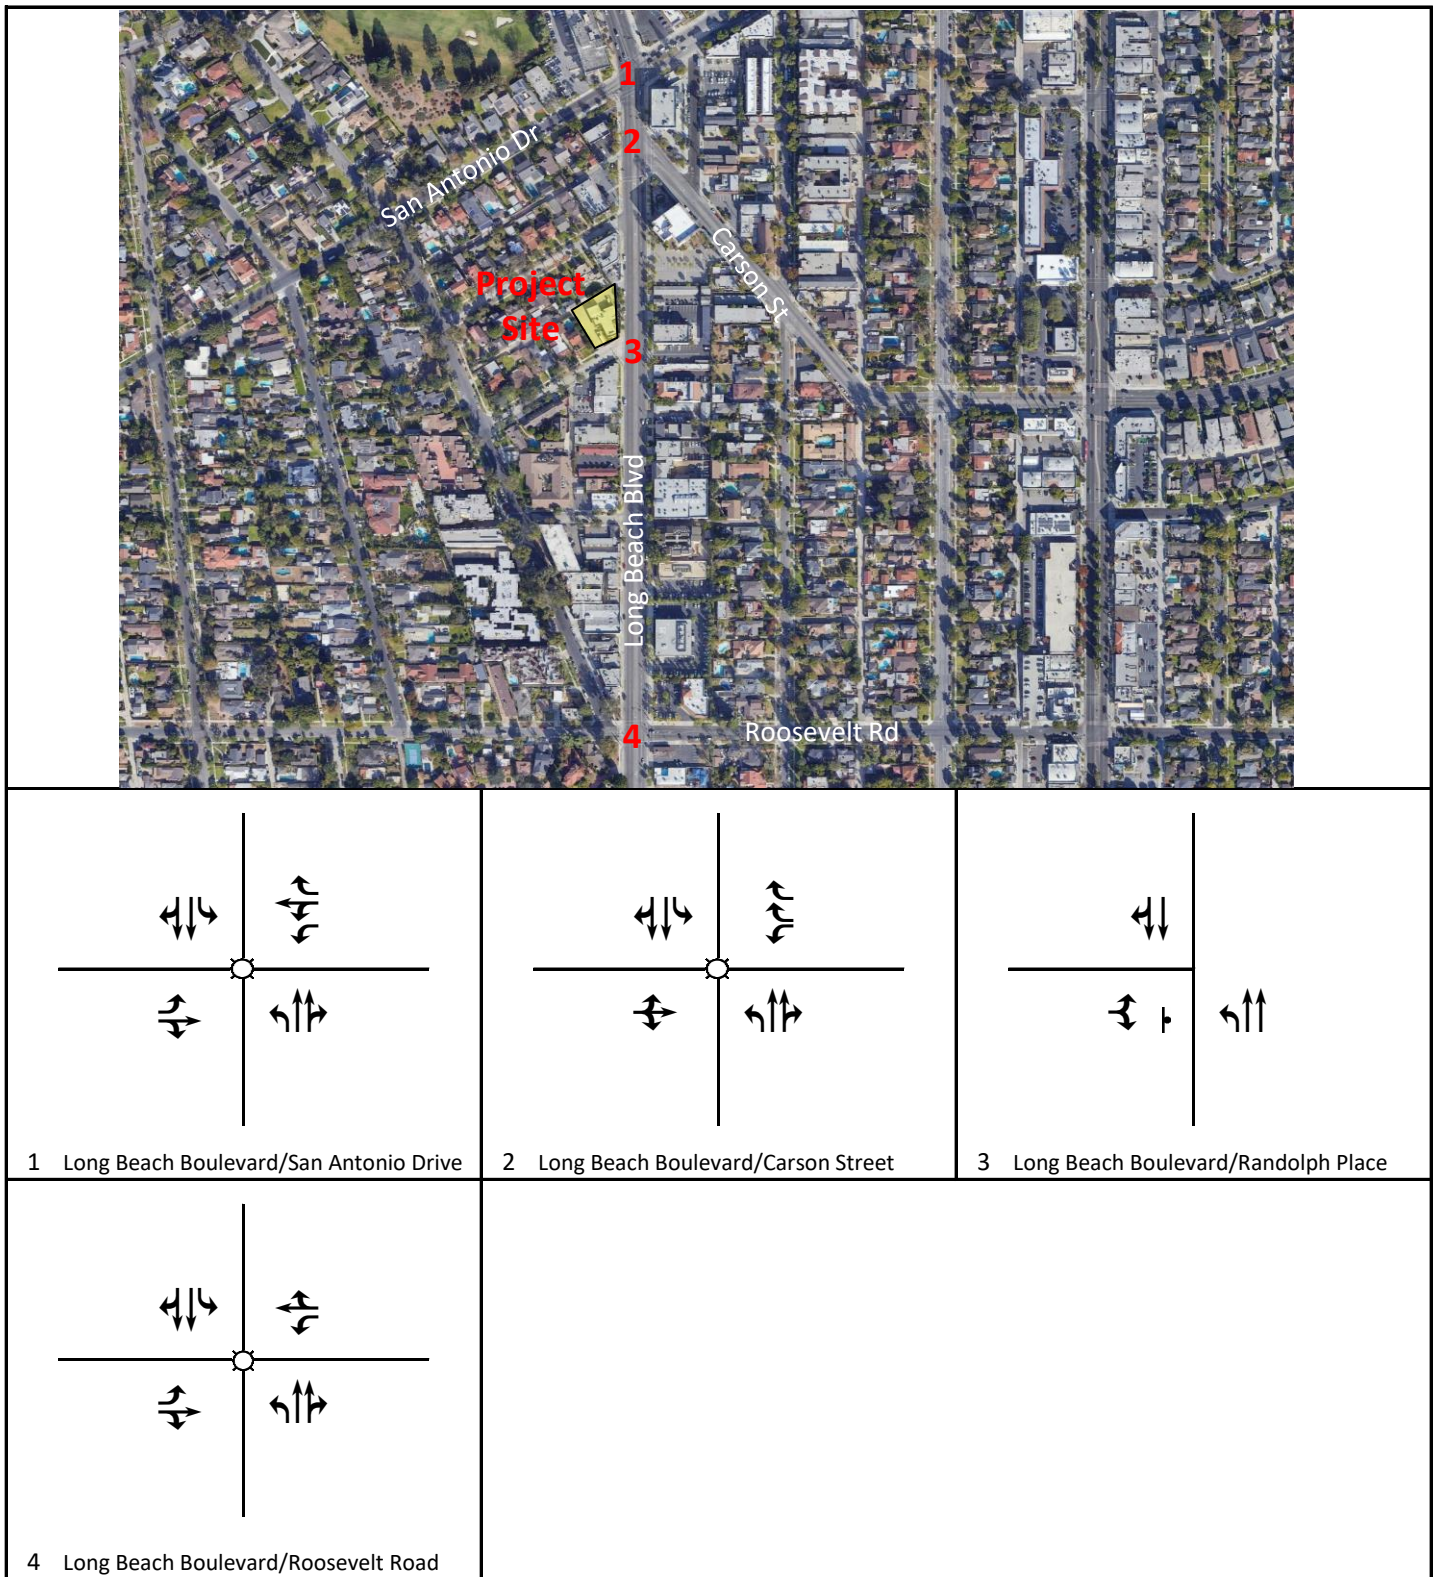 1
2
San Antonio Dr
Carson St
Project
Site
3
Long Beach Blvd
4
Roosevelt Rd
1 Long Beach Boulevard/San Antonio Drive
2 Long Beach Boulevard/Carson Street
3 Long Beach Boulevard/Randolph Place
4 Long Beach Boulevard/Roosevelt Road